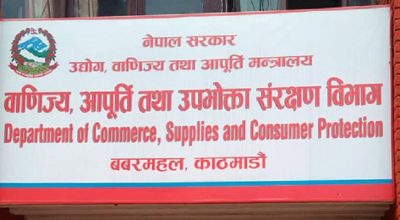 नेपाल सरकार
उद्योग, वाणिज्य तथा आपूर्ति मन्त्रालय
वाणिज्य, आपूर्ति तथा उपभोक्ता संरक्षण विभाग
Department of Commerce, Supplies and Consumer Protection
बबरमहल, काठमाडौ